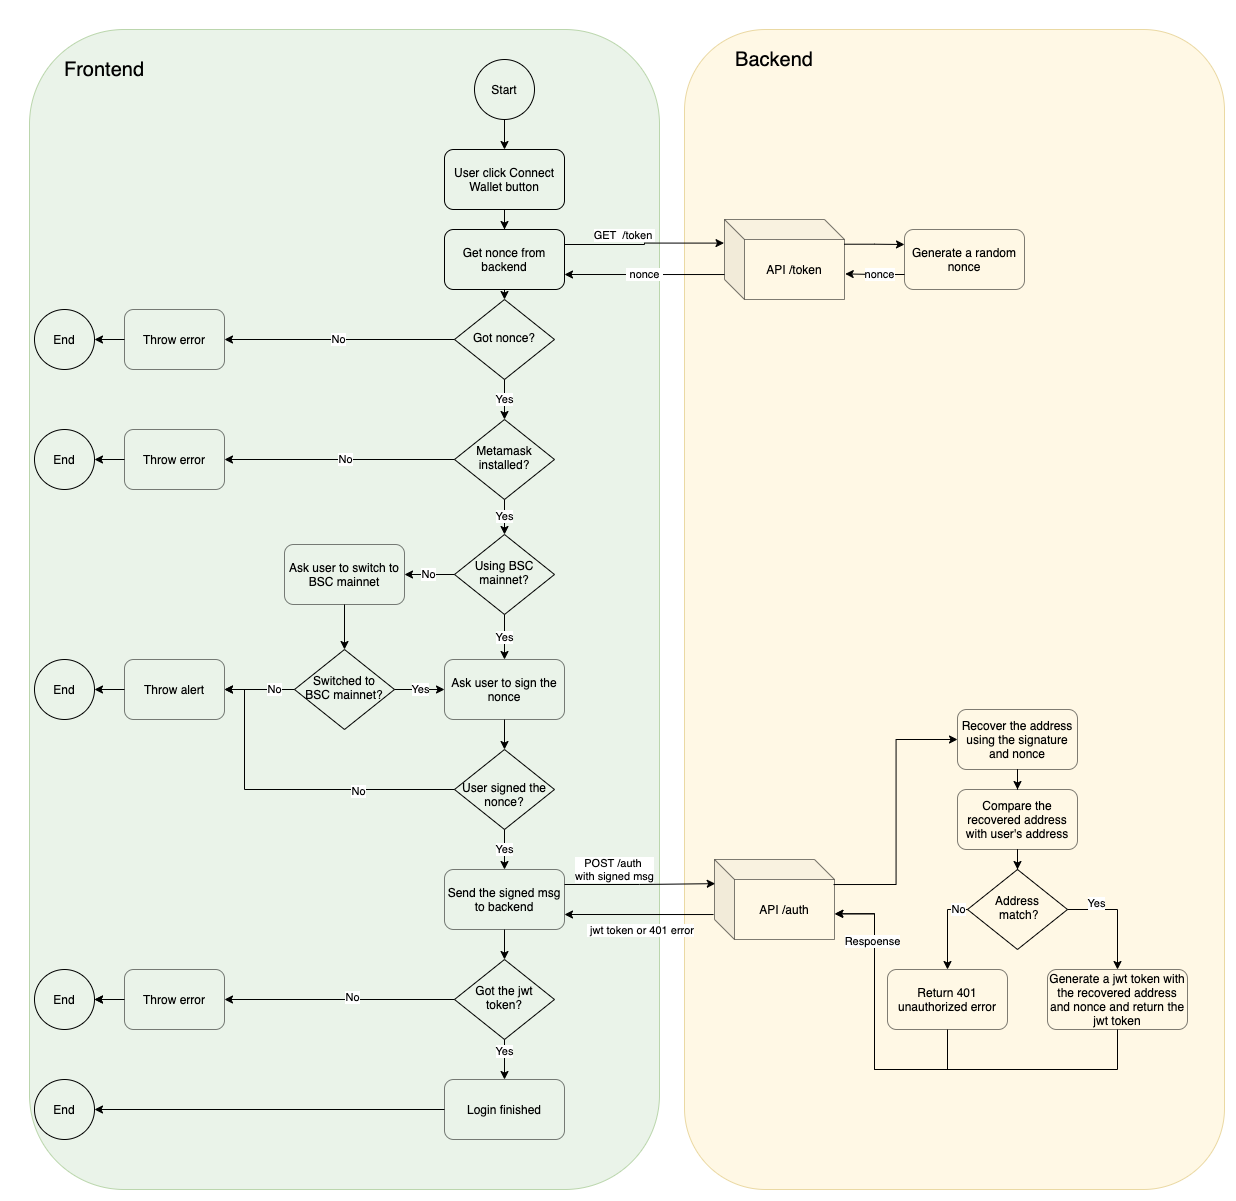 Frontend
Backend
Start
User click Connect
Wallet button
Get nonce from
backend
GET /token
nonce
API /token
nonce
Generate a random
nonce
End
Throw error
No
Got nonce?
Yes
End
Throw error
No
Metamask
installed?
Yes
Ask user to switch to
BSC mainnet
No
Using BSC
mainnet?
Yes
End
Throw alert
No
Switched to
BSC mainnet?
Yes
Ask user to sign the
nonce
No
User signed the
nonce?
Yes
Recover the address
using the signature
and nonce
Compare the
recovered address
with user's address
Send the signed msg
to backend
POST /auth
with signed msg
jwt token or 401 error
API /auth
No
Address
match?
Yes
Respoense
Return 401
unauthorized error
Generate a jwt token with
the recovered address
and nonce and return the
jwt token
End
Throw error
No
Got the jwt
token?
Yes
End
Login finished